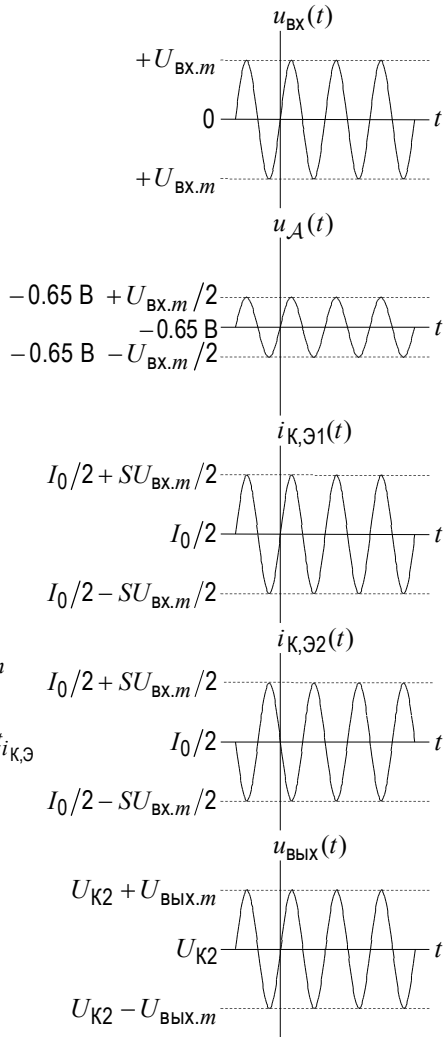 u_вх(t)
+U_вх.m
0
t
+U_вх.m
u_𝒜(t)
−0.65 В +U_вх.m/2
−0.65 В
t
−0.65 В −U_вх.m/2
i_К,Э1(t)
I_0/2 + SU_вх.m/2
I_0/2
t
I_0/2 − SU_вх.m/2
i_К,Э2(t)
I_0/2 + SU_вх.m/2
I_0/2
t
i_К,Э
I_0/2 − SU_вх.m/2
u_вых(t)
U_К2 + U_вых.m
U_К2
t
U_К2 − U_вых.m